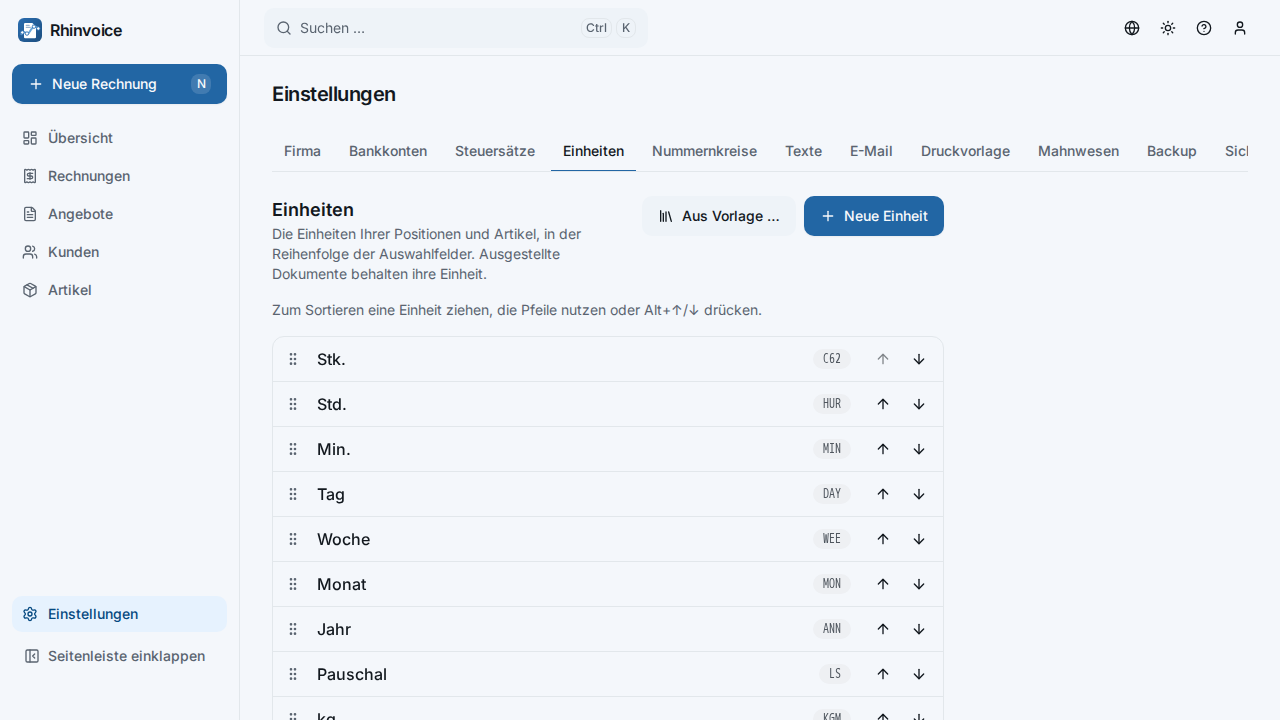 Rhinvoice
Suchen ...
Ctrl K
Neue Rechnung N
Übersicht
Rechnungen
Angebote
Kunden
Artikel
Einstellungen
Seitenleiste einklappen
Einstellungen
Firma Bankkonten Steuersätze Einheiten Nummernkreise Texte E-Mail Druckvorlage Mahnwesen Backup
Einheiten
Die Einheiten Ihrer Positionen und Artikel, in der
Reihenfolge der Auswahlfelder. Ausgestellte
Dokumente behalten ihre Einheit.
Aus Vorlage ...
Neue Einheit
Zum Sortieren eine Einheit ziehen, die Pfeile nutzen oder Alt+↑/↓ drücken.
Stk. C62
Std. HUR
Min. MIN
Tag DAY
Woche WEE
Monat MON
Jahr ANN
Pauschal LS
kg KGM